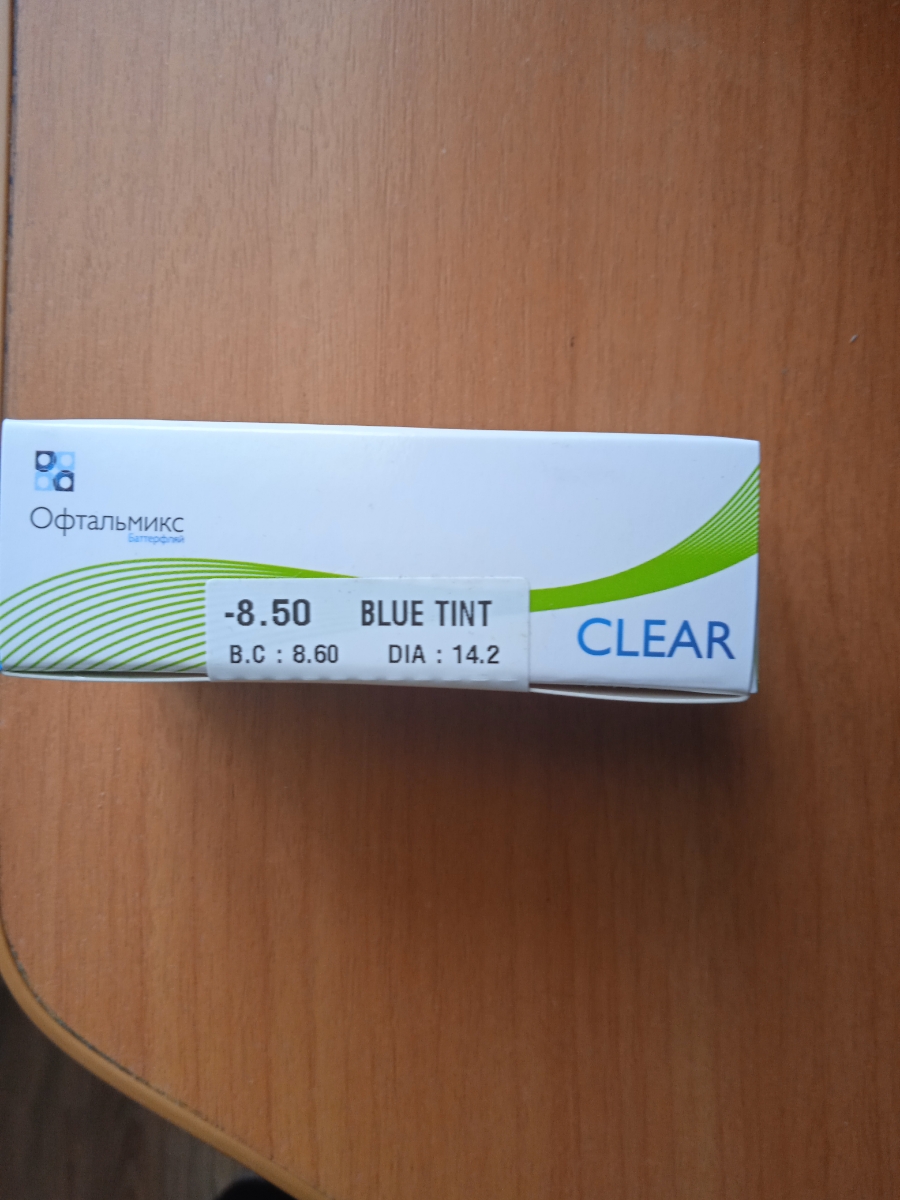 Офтальмикс
Баттерфляй
-8.50 BLUE TINT
B.C : 8.60 DIA : 14.2
CLEAR